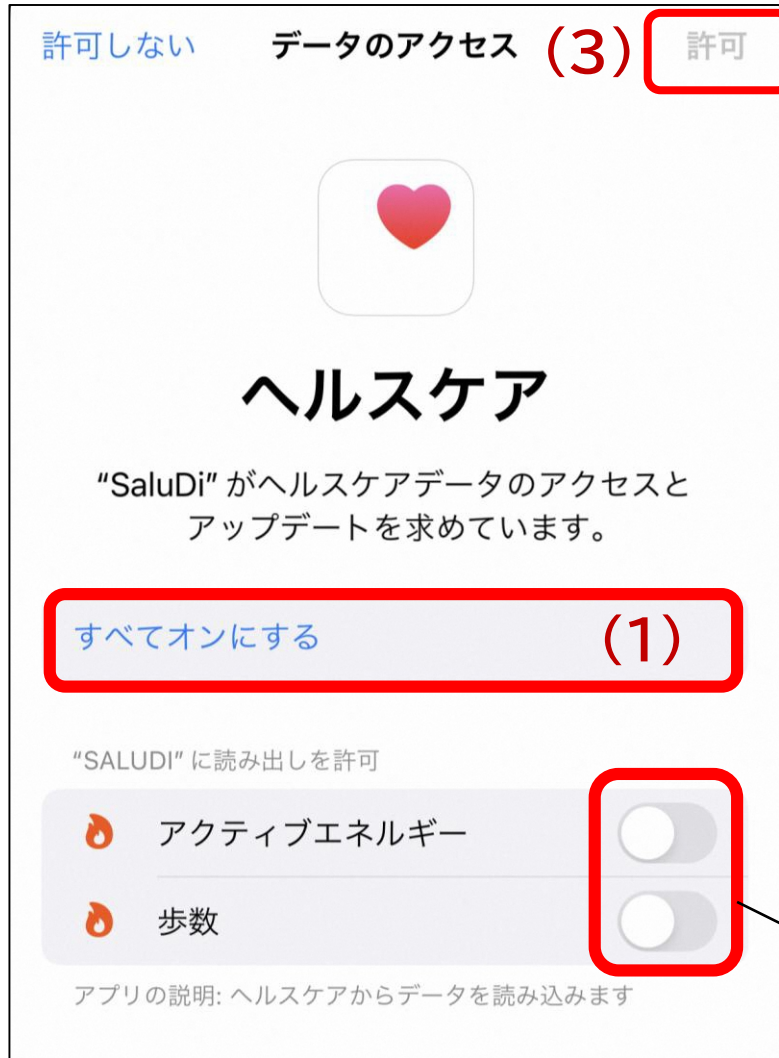 許可しない データのアクセス (3) 許可
ヘルスケア
“SaluDi” がヘルスケアデータのアクセスと
アップデートを求めています。
すべてオンにする (1)
“SALUDI” に読み出しを許可
アクティブエネルギー
歩数
アプリの説明: ヘルスケアからデータを読み込みます